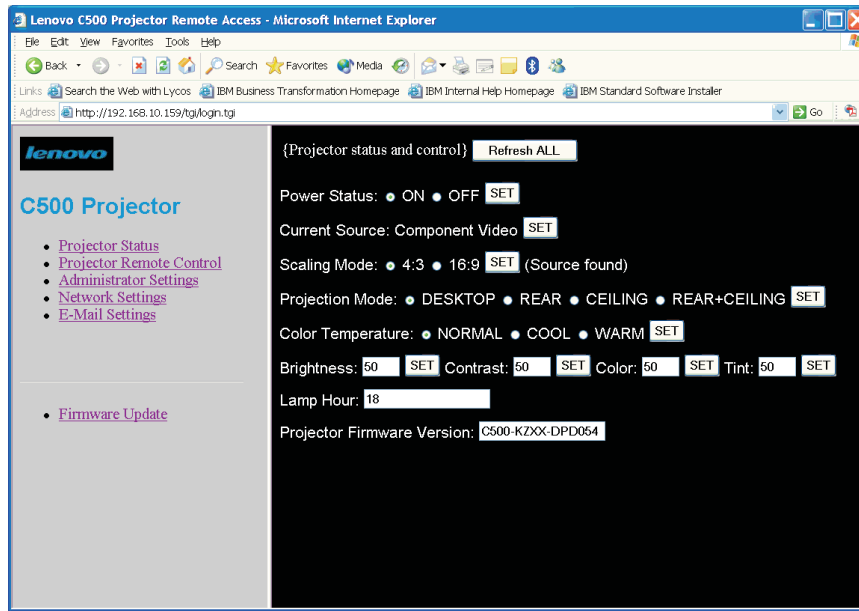 Lenovo C500 Projector Remote Access - Microsoft Internet Explorer
File Edit View Favorites Tools Help
Back Search Favorites Media
Links Search the Web with Lycos IBM Business Transformation Homepage IBM Internal Help Homepage IBM Standard Software Installer
Address http://192.168.10.159/tgi/login.tgi Go
lenovo
C500 Projector
Projector Status
Projector Remote Control
Administrator Settings
Network Settings
E-Mail Settings
Firmware Update
{Projector status and control} Refresh ALL
Power Status: ON OFF SET
Current Source: Component Video SET
Scaling Mode: 4:3 16:9 SET (Source found)
Projection Mode: DESKTOP REAR CEILING REAR+CEILING SET
Color Temperature: NORMAL COOL WARM SET
Brightness: 50 SET Contrast: 50 SET Color: 50 SET Tint: 50 SET
Lamp Hour: 18
Projector Firmware Version: C500-KZXX-DPD054